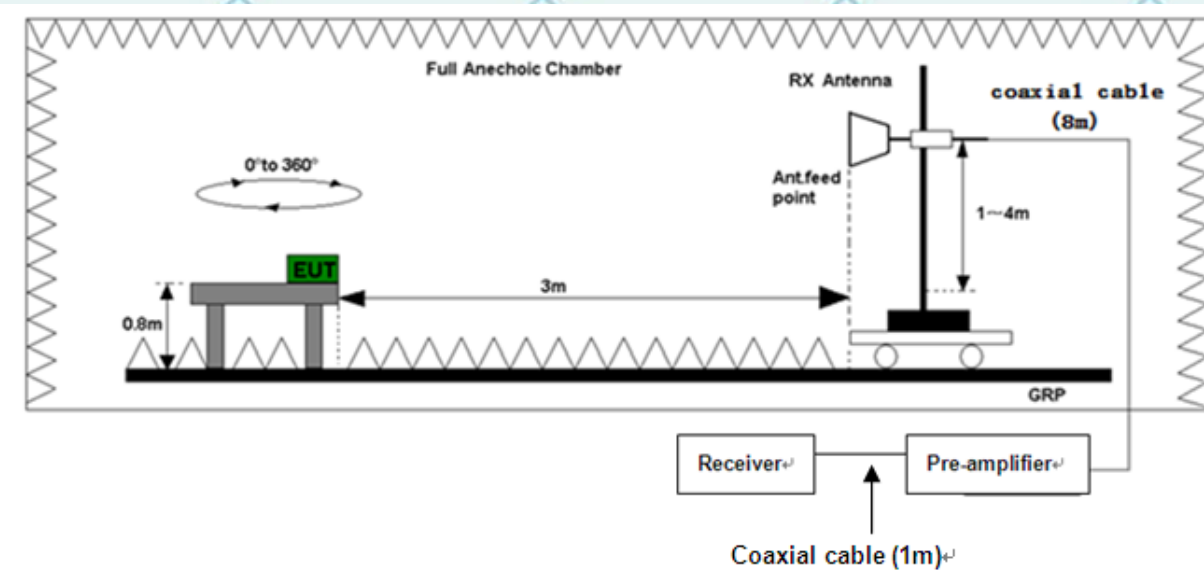 Full Anechoic Chamber
RX Antenna
coaxial cable
(8m)
0°to 360°
Ant.feed
point
1～4m
EUT
3m
0.8m
GRP
Receiver↵
Pre-amplifier↵
Coaxial cable (1m)↵